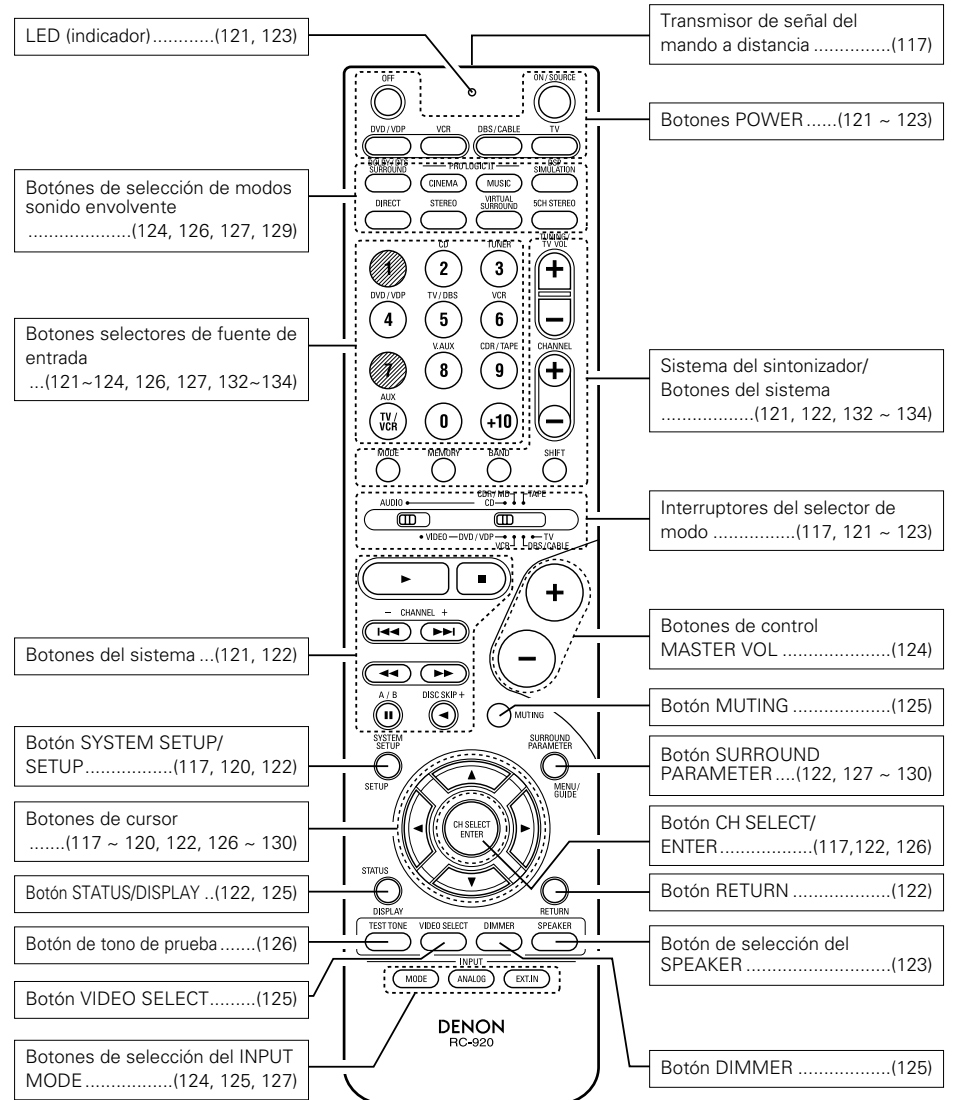 LED (indicador)............(121, 123)
Transmisor de señal del
mando a distancia ...............(117)
Botones POWER......(121 ~ 123)
Botónes de selección de modos
sonido envolvente
....................(124, 126, 127, 129)
Botones selectores de fuente de
entrada
...(121~124, 126, 127, 132~134)
Sistema del sintonizador/
Botones del sistema
..................(121, 122, 132 ~ 134)
Interruptores del selector de
modo ................(117, 121 ~ 123)
Botones del sistema ...(121, 122)
Botones de control
MASTER VOL ....................(124)
Botón MUTING ..................(125)
Botón SYSTEM SETUP/
SETUP.................(117, 120, 122)
Botón SURROUND
PARAMETER....(122, 127 ~ 130)
Botones de cursor
.......(117 ~ 120, 122, 126 ~ 130)
Botón CH SELECT/
ENTER..................(117,122, 126)
Botón STATUS/DISPLAY ..(122, 125)
Botón RETURN .................(122)
Botón de tono de prueba.......(126)
Botón de selección del
SPEAKER..........................(123)
Botón VIDEO SELECT.........(125)
Botones de selección del INPUT
MODE.................(124, 125, 127)
Botón DIMMER ..................(125)
OFF
ON / SOURCE
DVD / VDP VCR DBS / CABLE TV
DOLBY / DTS
SURROUND
PRO LOGIC II
DSP
SIMULATION
CINEMA MUSIC
DIRECT STEREO VIRTUAL
SURROUND
5CH STEREO
CD TUNER TUNING /
TV VOL
1 2 3 +
−
DVD / VDP TV / DBS VCR
4 5 6
V.AUX CDR / TAPE CHANNEL
7 8 9 +
AUX
TV / VCR 0 +10 −
MODE MEMORY BAND SHIFT
AUDIO CD CDR / MD TAPE
VIDEO DVD / VDP VCR DBS / CABLE TV
− CHANNEL +
+
−
A / B DISC SKIP +
MUTING
SYSTEM
SETUP
SURROUND
PARAMETER
SETUP
MENU/
GUIDE
CH SELECT
ENTER
STATUS
DISPLAY
RETURN
TEST TONE VIDEO SELECT DIMMER SPEAKER
INPUT
MODE ANALOG EXT.IN
DENON
RC-920